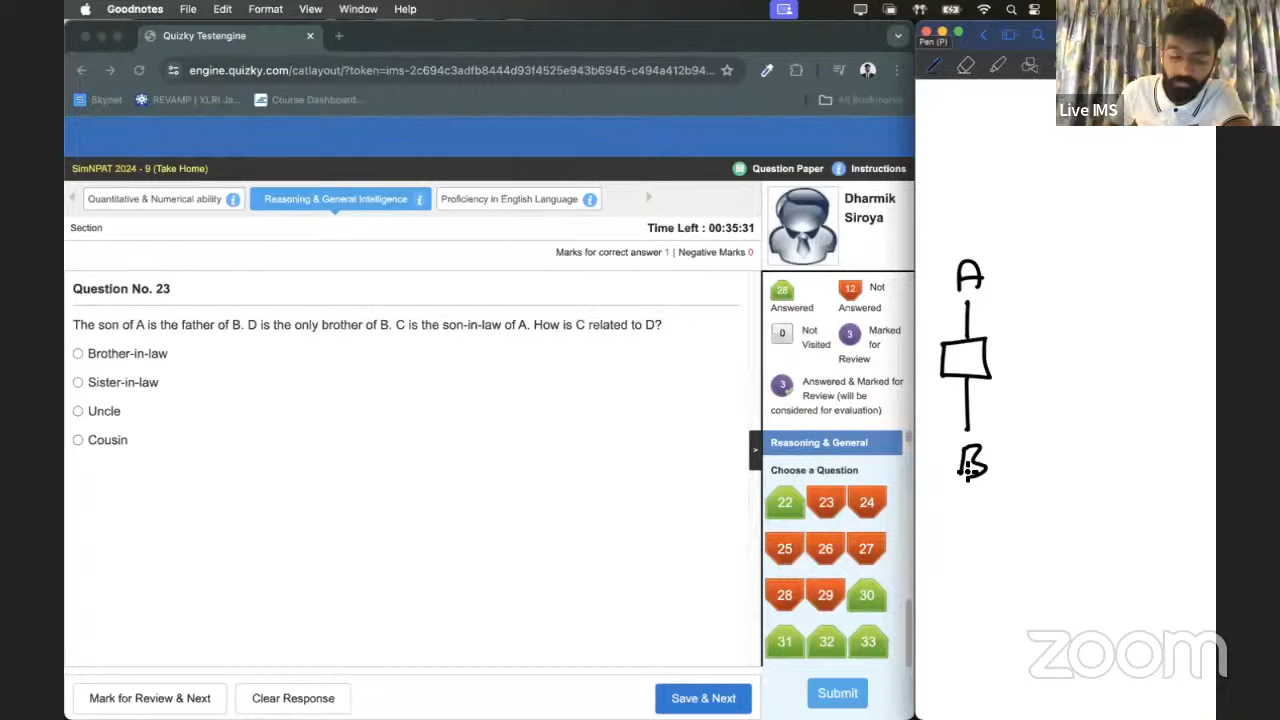 Goodnotes File Edit Format View Window Help
Quizky Testengine
engine.quizky.com/catlayout/?token=ims-2c694c3adfb8444d93f4525e943b6945-c494a412b94...
Skynet REVAMP | XLRI Ja... Course Dashboard... All Bookmarks
Pen (P)
Live IMS
SimNPAT 2024 - 9 (Take Home) Question Paper Instructions
Quantitative & Numerical ability Reasoning & General Intelligence Proficiency in English Language
Dharmik
Siroya
Section Time Left : 00:35:31
Marks for correct answer 1 | Negative Marks 0
Question No. 23
The son of A is the father of B. D is the only brother of B. C is the son-in-law of A. How is C related to D?
Brother-in-law
Sister-in-law
Uncle
Cousin
28 Answered
12 Not Answered
0 Not Visited
3 Marked for Review
3 Answered & Marked for Review (will be considered for evaluation)
Reasoning & General
Choose a Question
22 23 24
25 26 27
28 29 30
31 32 33
Mark for Review & Next Clear Response Save & Next Submit
A
B
zoom